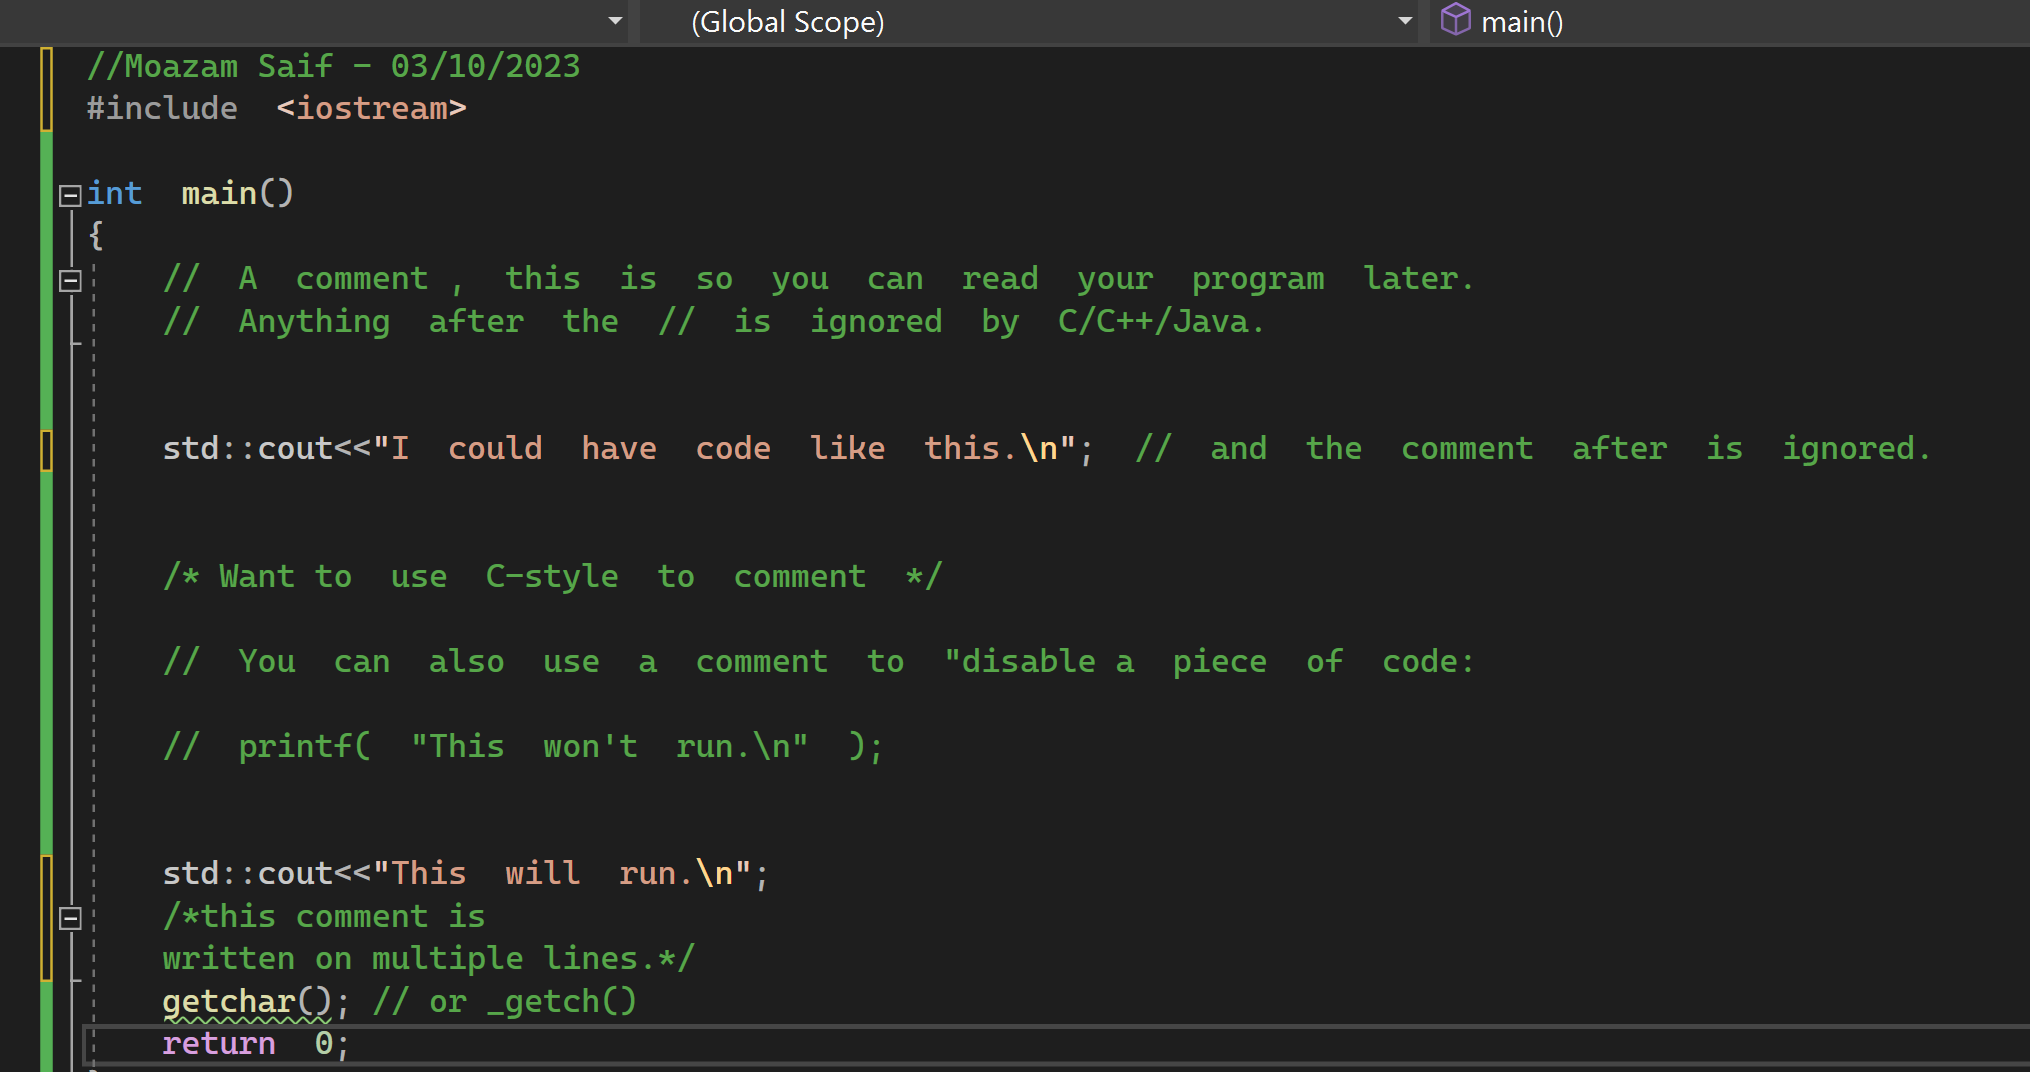 (Global Scope) main()
//Moazam Saif - 03/10/2023
#include  <iostream>
int  main()
{
//  A  comment ,  this  is  so  you  can  read  your  program  later.
//  Anything  after  the  //  is  ignored  by  C/C++/Java.
std::cout<<"I  could  have  code  like  this.\n";  //  and  the  comment  after  is  ignored.
/* Want to  use  C-style  to  comment  */
//  You  can  also  use  a  comment  to  "disable a  piece  of  code:
//  printf(  "This  won't  run.\n"  );
std::cout<<"This  will  run.\n";
/*this comment is
written on multiple lines.*/
getchar(); // or _getch()
return  0;